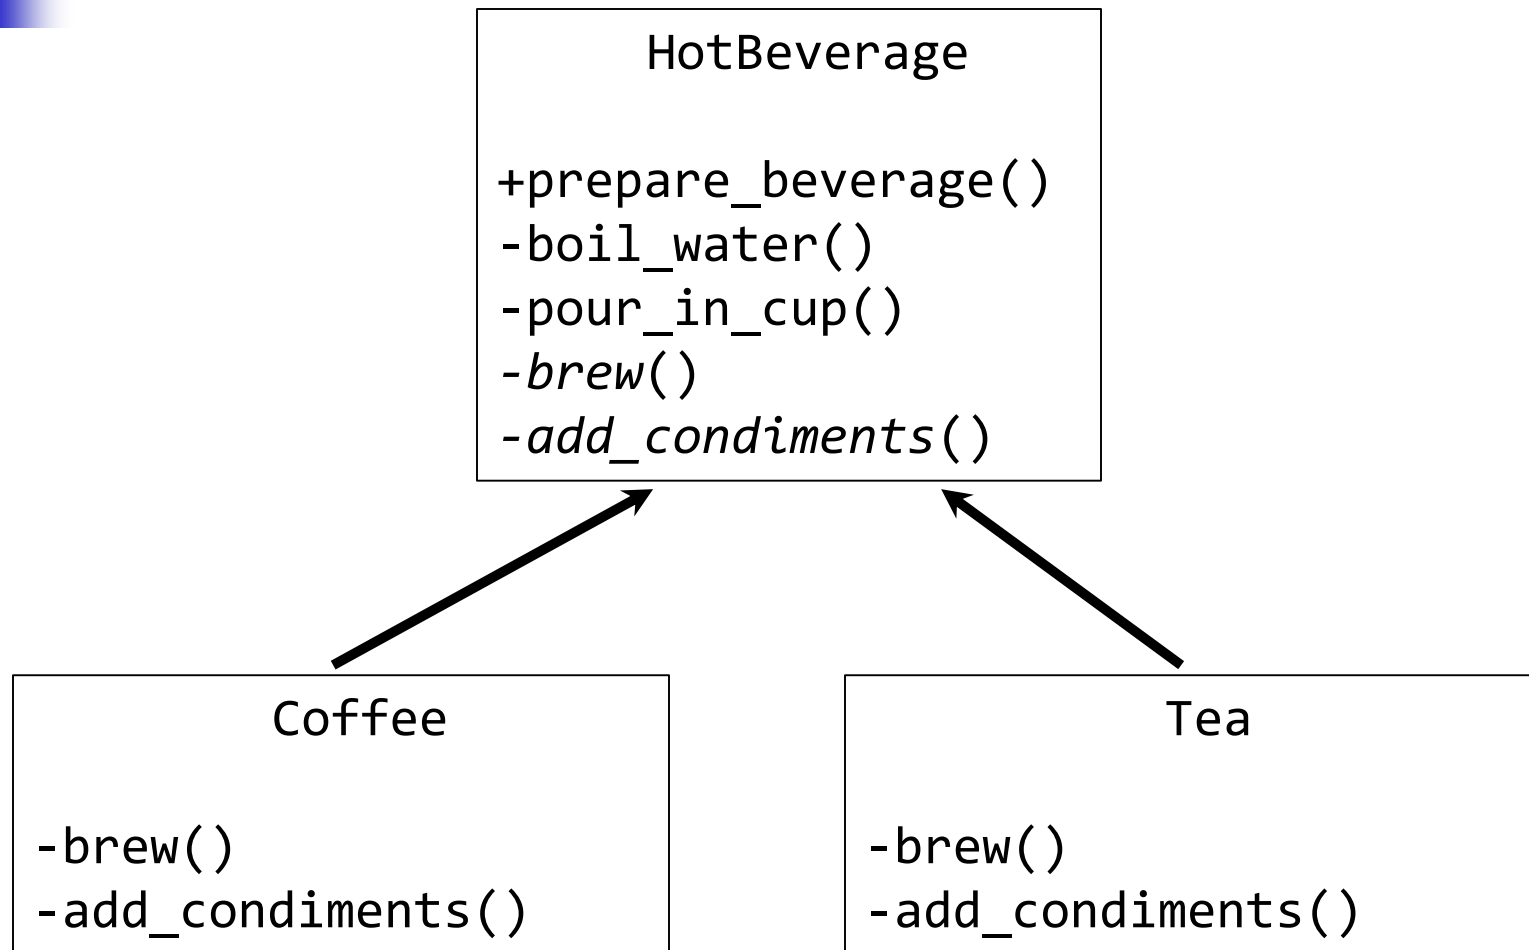 HotBeverage
+prepare_beverage()
-boil_water()
-pour_in_cup()
-brew()
-add_condiments()
Coffee
-brew()
-add_condiments()
Tea
-brew()
-add_condiments()